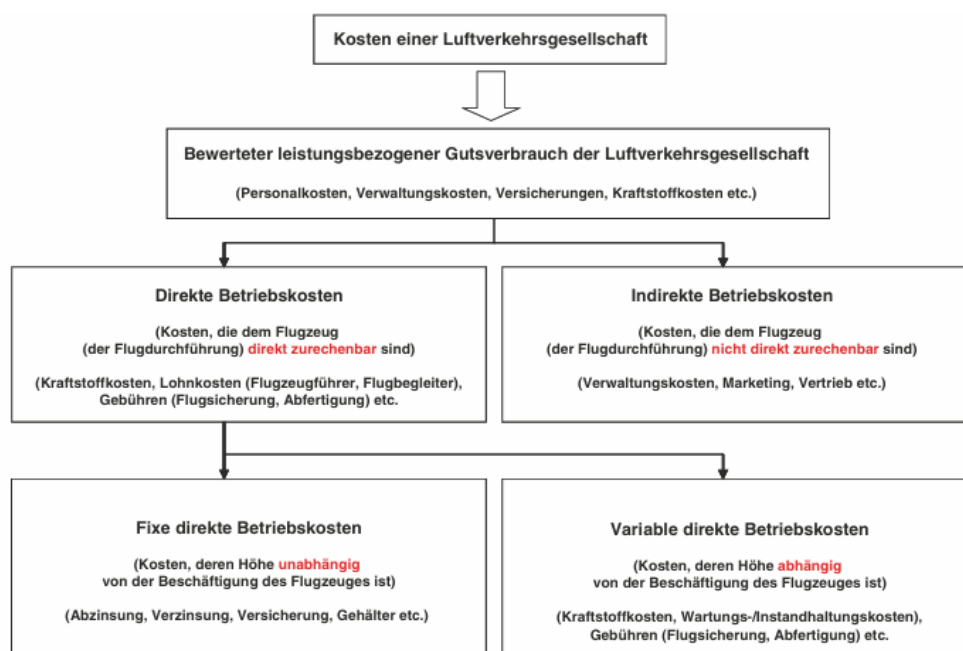 Kosten einer Luftverkehrsgesellschaft
Bewerteter leistungsbezogener Gutsverbrauch der Luftverkehrsgesellschaft
(Personalkosten, Verwaltungskosten, Versicherungen, Kraftstoffkosten etc.)
Direkte Betriebskosten
(Kosten, die dem Flugzeug
(der Flugdurchführung) direkt zurechenbar sind)
(Kraftstoffkosten, Lohnkosten (Flugzeugführer, Flugbegleiter),
Gebühren (Flugsicherung, Abfertigung) etc.
Indirekte Betriebskosten
(Kosten, die dem Flugzeug
(der Flugdurchführung) nicht direkt zurechenbar sind)
(Verwaltungskosten, Marketing, Vertrieb etc.)
Fixe direkte Betriebskosten
(Kosten, deren Höhe unabhängig
von der Beschäftigung des Flugzeuges ist)
(Abzinsung, Verzinsung, Versicherung, Gehälter etc.)
Variable direkte Betriebskosten
(Kosten, deren Höhe abhängig
von der Beschäftigung des Flugzeuges ist)
(Kraftstoffkosten, Wartungs-/Instandhaltungskosten),
Gebühren (Flugsicherung, Abfertigung) etc.